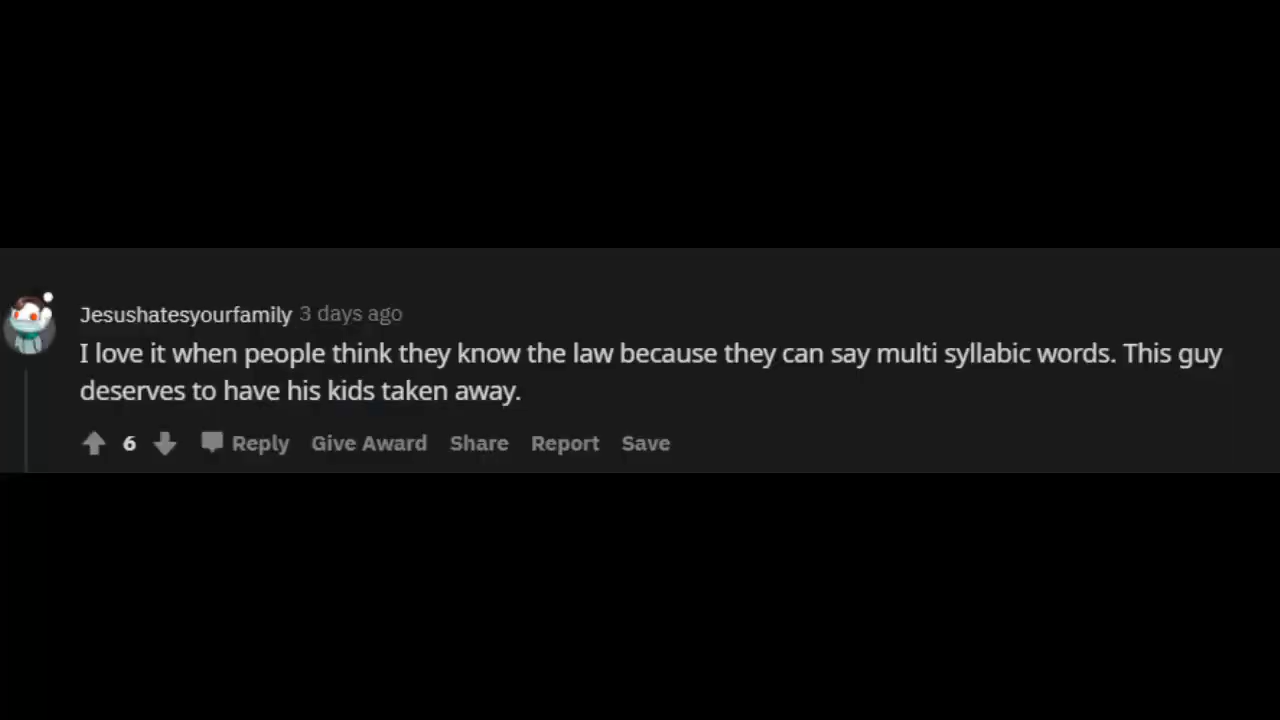 Jesushatesyourfamily 3 days ago
I love it when people think they know the law because they can say multi syllabic words. This guy
deserves to have his kids taken away.
6 Reply Give Award Share Report Save